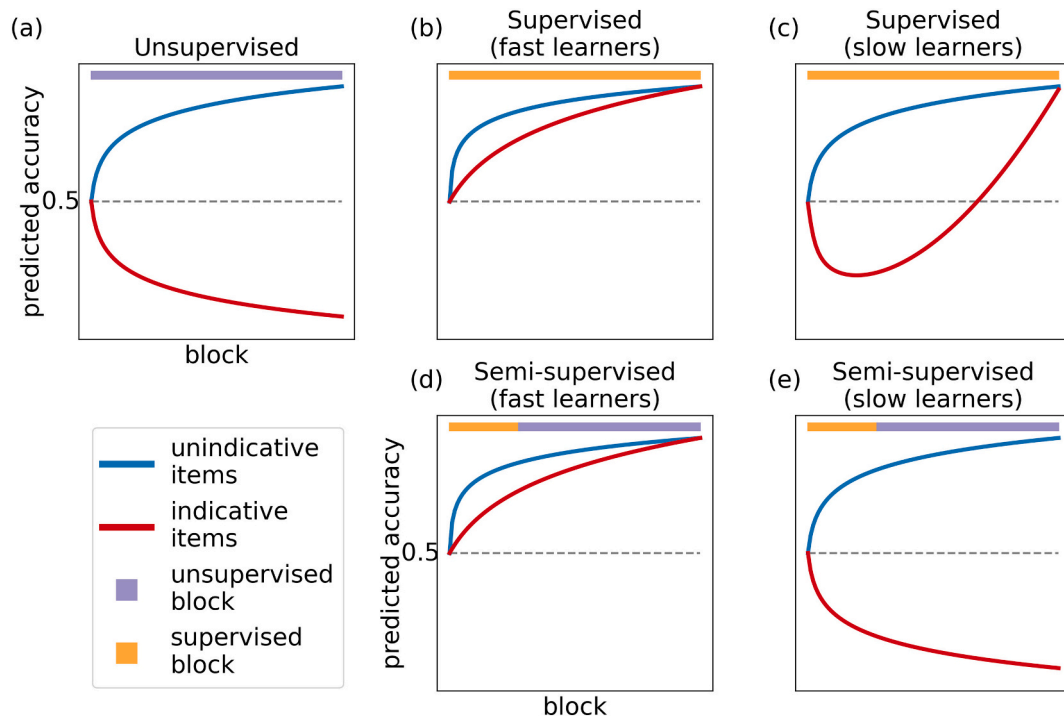 (a)
Unsupervised
(b)
Supervised
(fast learners)
(c)
Supervised
(slow learners)
predicted accuracy
0.5
block
(d)
Semi-supervised
(fast learners)
(e)
Semi-supervised
(slow learners)
predicted accuracy
0.5
block
unindicative
items
indicative
items
unsupervised
block
supervised
block